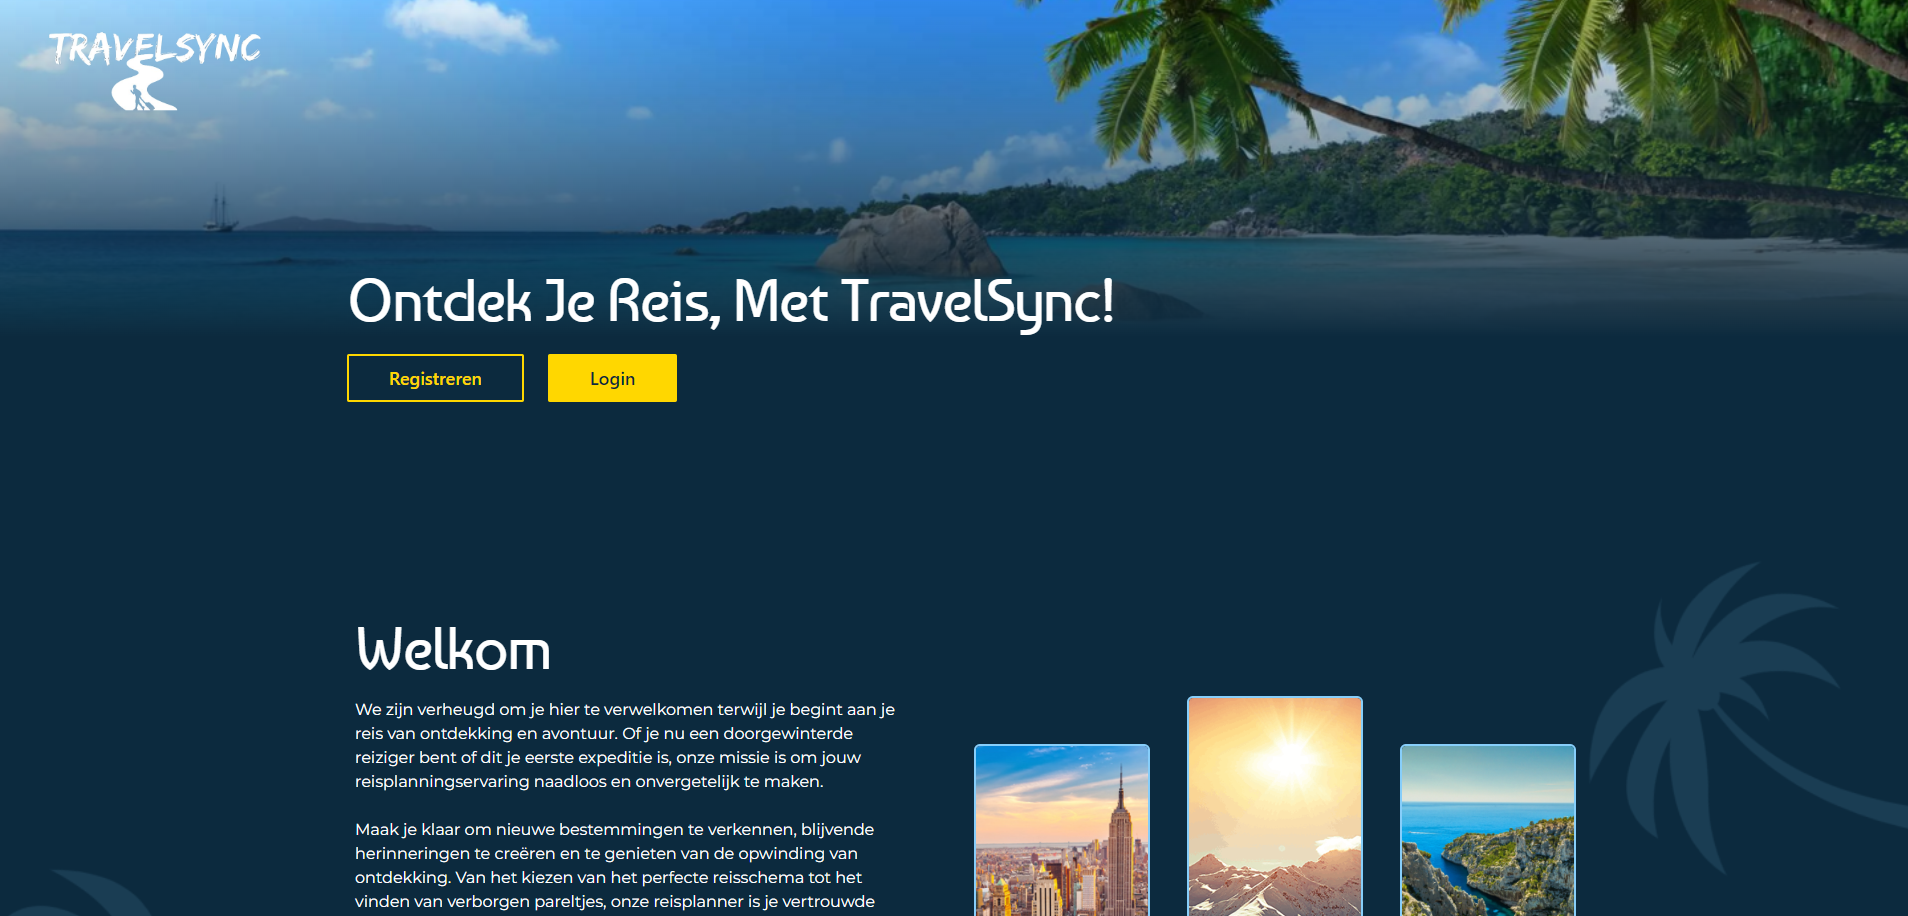 TRAVELSYNC
Ontdek Je Reis, Met TravelSync!
Registreren
Login
Welkom
We zijn verheugd om je hier te verwelkomen terwijl je begint aan je
reis van ontdekking en avontuur. Of je nu een doorgewinterde
reiziger bent of dit je eerste expeditie is, onze missie is om jouw
reisplanningservaring naadloos en onvergetelijk te maken.
Maak je klaar om nieuwe bestemmingen te verkennen, blijvende
herinneringen te creëren en te genieten van de opwinding van
ontdekking. Van het kiezen van het perfecte reisschema tot het
vinden van verborgen pareltjes, onze reisplanner is je vertrouwde